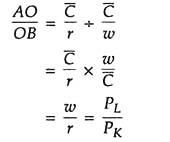 AO/OB = C̅/r ÷ C̅/w
= C̅/r × w/C̅
= w/r = P_L/P_K